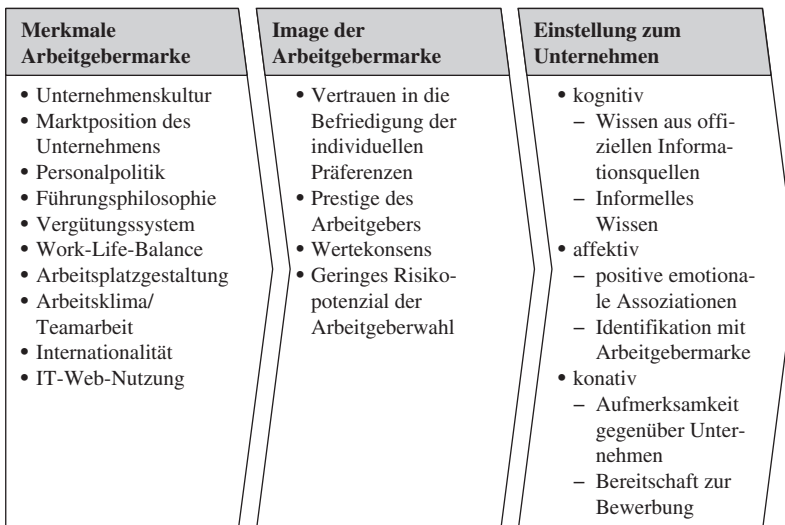 Merkmale
Arbeitgebermarke
• Unternehmenskultur
• Marktposition des
Unternehmens
• Personalpolitik
• Führungsphilosophie
• Vergütungssystem
• Work-Life-Balance
• Arbeitsplatzgestaltung
• Arbeitsklima/
Teamarbeit
• Internationalität
• IT-Web-Nutzung
Image der
Arbeitgebermarke
• Vertrauen in die
Befriedigung der
individuellen
Präferenzen
• Prestige des
Arbeitgebers
• Wertekonsens
• Geringes Risiko-
potenzial der
Arbeitgeberwahl
Einstellung zum
Unternehmen
• kognitiv
– Wissen aus offi-
ziellen Informa-
tionsquellen
– Informelles
Wissen
• affektiv
– positive emotiona-
le Assoziationen
– Identifikation mit
Arbeitgebermarke
• konativ
– Aufmerksamkeit
gegenüber Unter-
nehmen
– Bereitschaft zur
Bewerbung